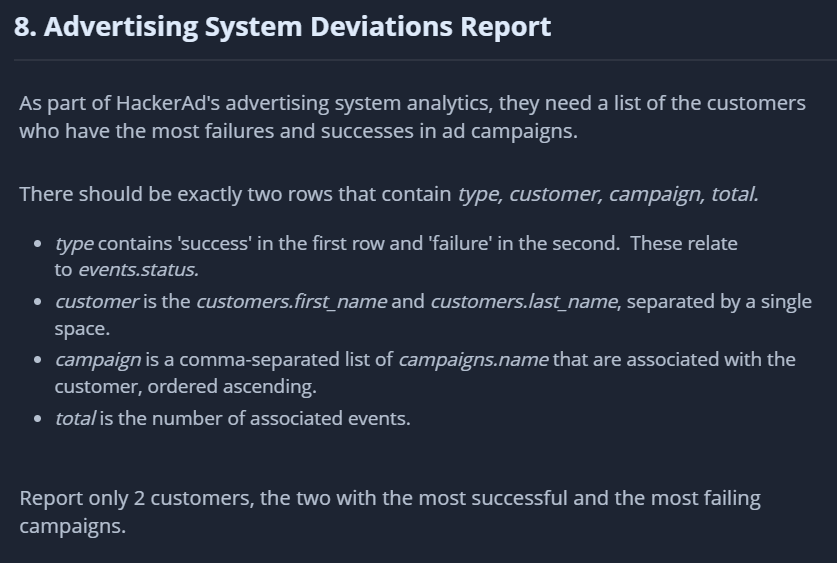 8. Advertising System Deviations Report
As part of HackerAd's advertising system analytics, they need a list of the customers
who have the most failures and successes in ad campaigns.
There should be exactly two rows that contain type, customer, campaign, total.
• type contains 'success' in the first row and 'failure' in the second.  These relate
to events.status.
• customer is the customers.first_name and customers.last_name, separated by a single
space.
• campaign is a comma-separated list of campaigns.name that are associated with the
customer, ordered ascending.
• total is the number of associated events.
Report only 2 customers, the two with the most successful and the most failing
campaigns.